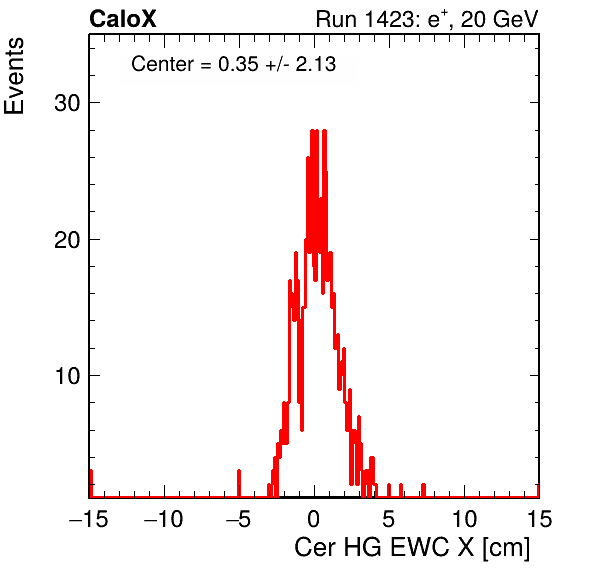 CaloX Run 1423: e+, 20 GeV
Center = 0.35 +/- 2.13
Events
30
20
10
−15 −10 −5 0 5 10 15
Cer HG EWC X [cm]